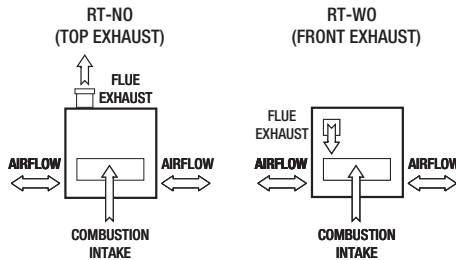 RT-NO
(TOP EXHAUST)
FLUE
EXHAUST
AIRFLOW
AIRFLOW
COMBUSTION
INTAKE
RT-WO
(FRONT EXHAUST)
FLUE
EXHAUST
AIRFLOW
AIRFLOW
COMBUSTION
INTAKE